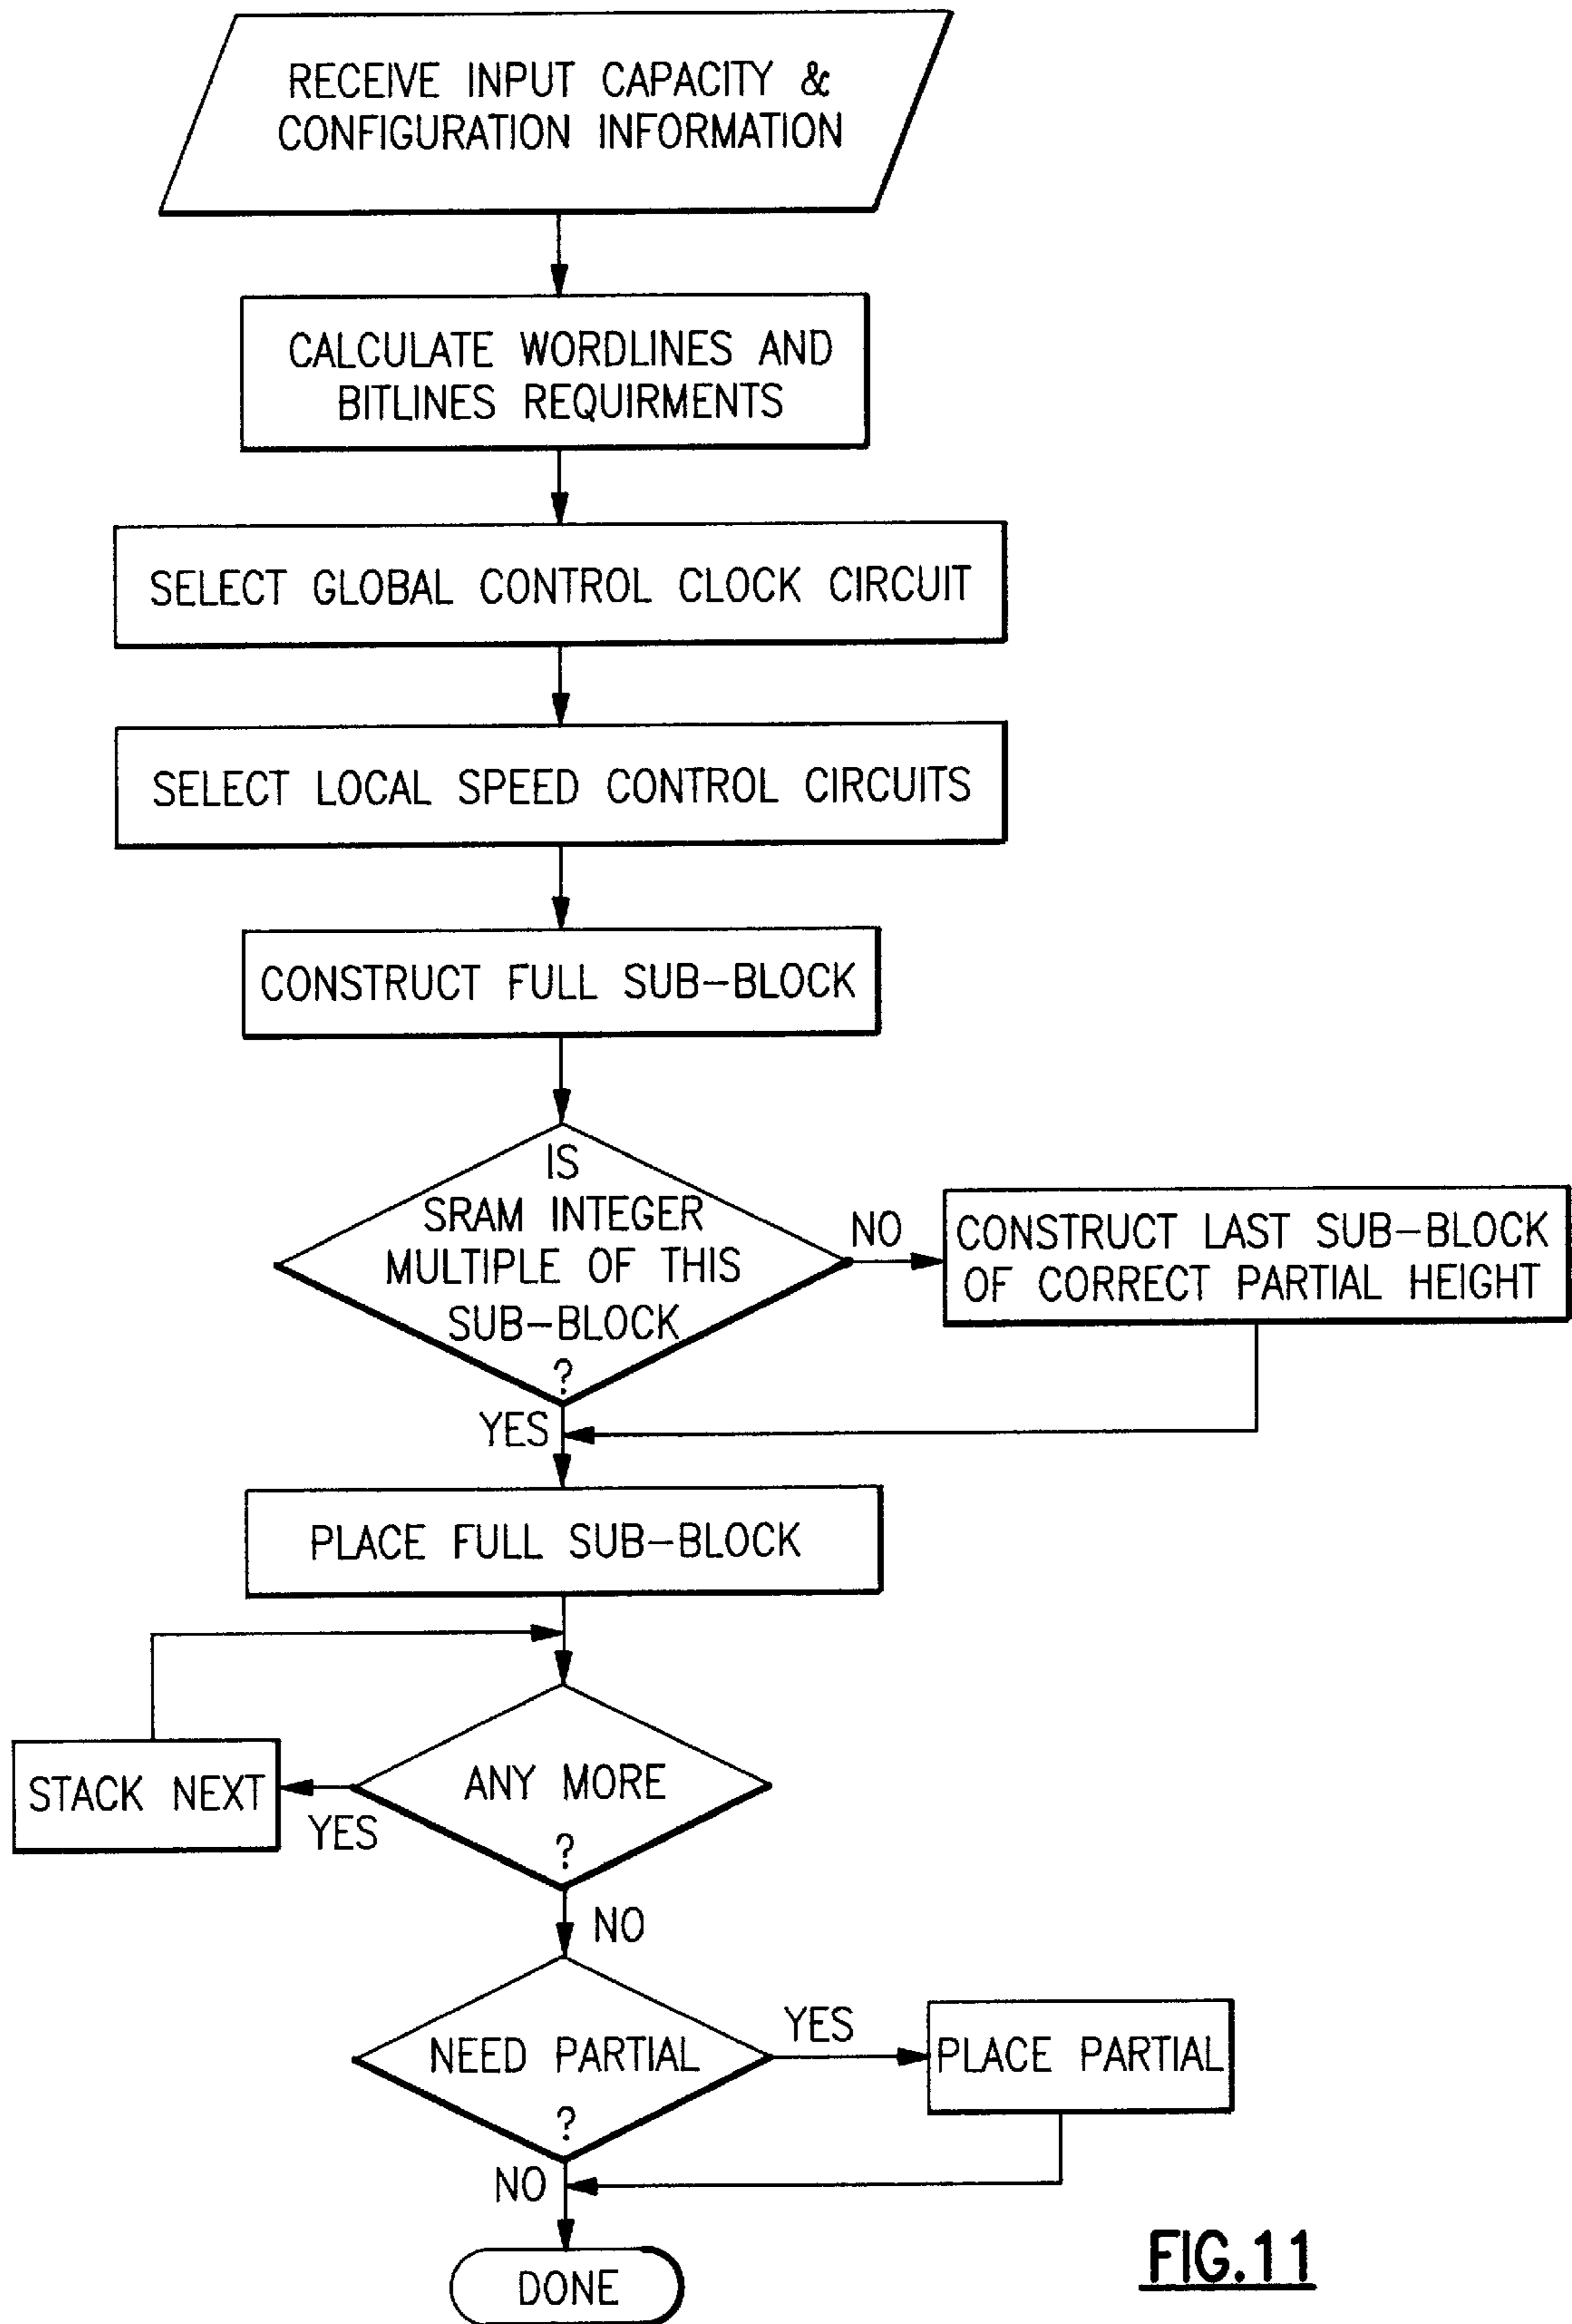 RECEIVE INPUT CAPACITY &
CONFIGURATION INFORMATION
CALCULATE WORDLINES AND
BITLINES REQUIRMENTS
SELECT GLOBAL CONTROL CLOCK CIRCUIT
SELECT LOCAL SPEED CONTROL CIRCUITS
CONSTRUCT FULL SUB-BLOCK
IS
SRAM INTEGER
MULTIPLE OF THIS
SUB-BLOCK
?
NO
CONSTRUCT LAST SUB-BLOCK
OF CORRECT PARTIAL HEIGHT
YES
PLACE FULL SUB-BLOCK
ANY MORE
?
YES
STACK NEXT
NO
NEED PARTIAL
?
YES
PLACE PARTIAL
NO
DONE
FIG.11